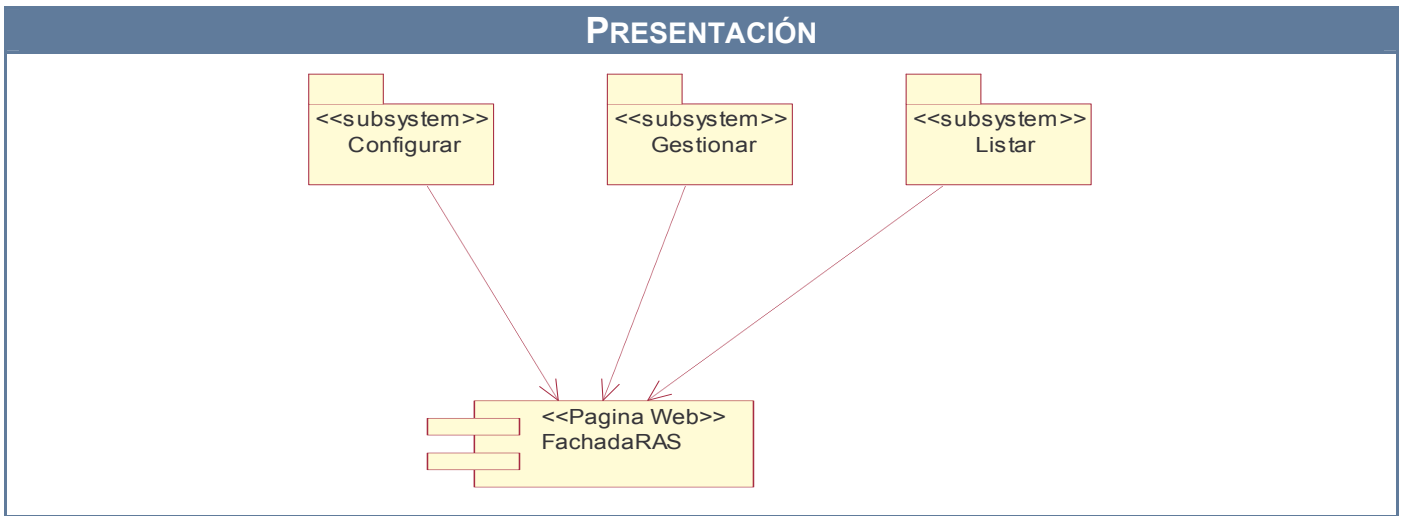 PRESENTACIÓN
<<subsystem>>
Configurar
<<subsystem>>
Gestionar
<<subsystem>>
Listar
<<Pagina Web>>
FachadaRAS